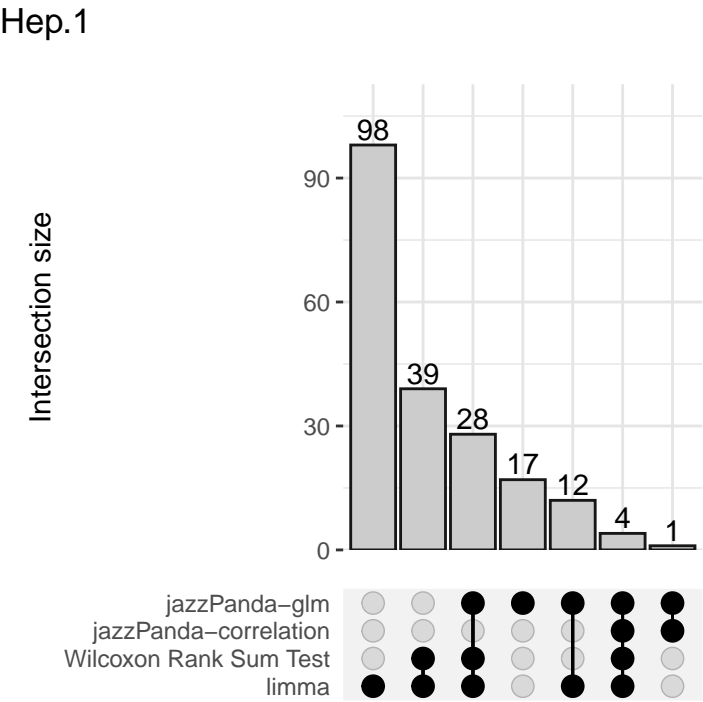 Hep.1
Intersection size
90
60
30
0
98
39
28
17
12
4
1
jazzPanda−glm
jazzPanda−correlation
Wilcoxon Rank Sum Test
limma